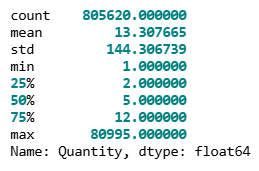 count 805620.000000
mean 13.307665
std 144.306739
min 1.000000
25% 2.000000
50% 5.000000
75% 12.000000
max 80995.000000
Name: Quantity, dtype: float64